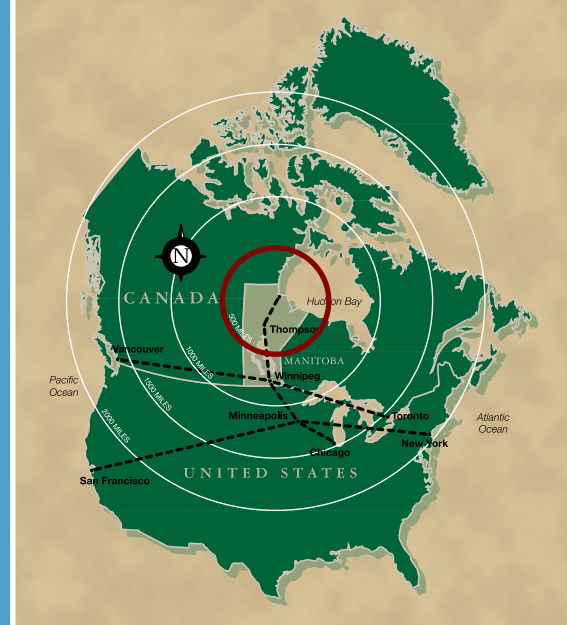 N
CANADA
Hudson Bay
500 MILES
Thompson
Vancouver
1000 MILES
MANITOBA
Winnipeg
Pacific
Ocean
1500 MILES
2000 MILES
Minneapolis
Toronto
Atlantic
Ocean
New York
Chicago
UNITED STATES
San Francisco